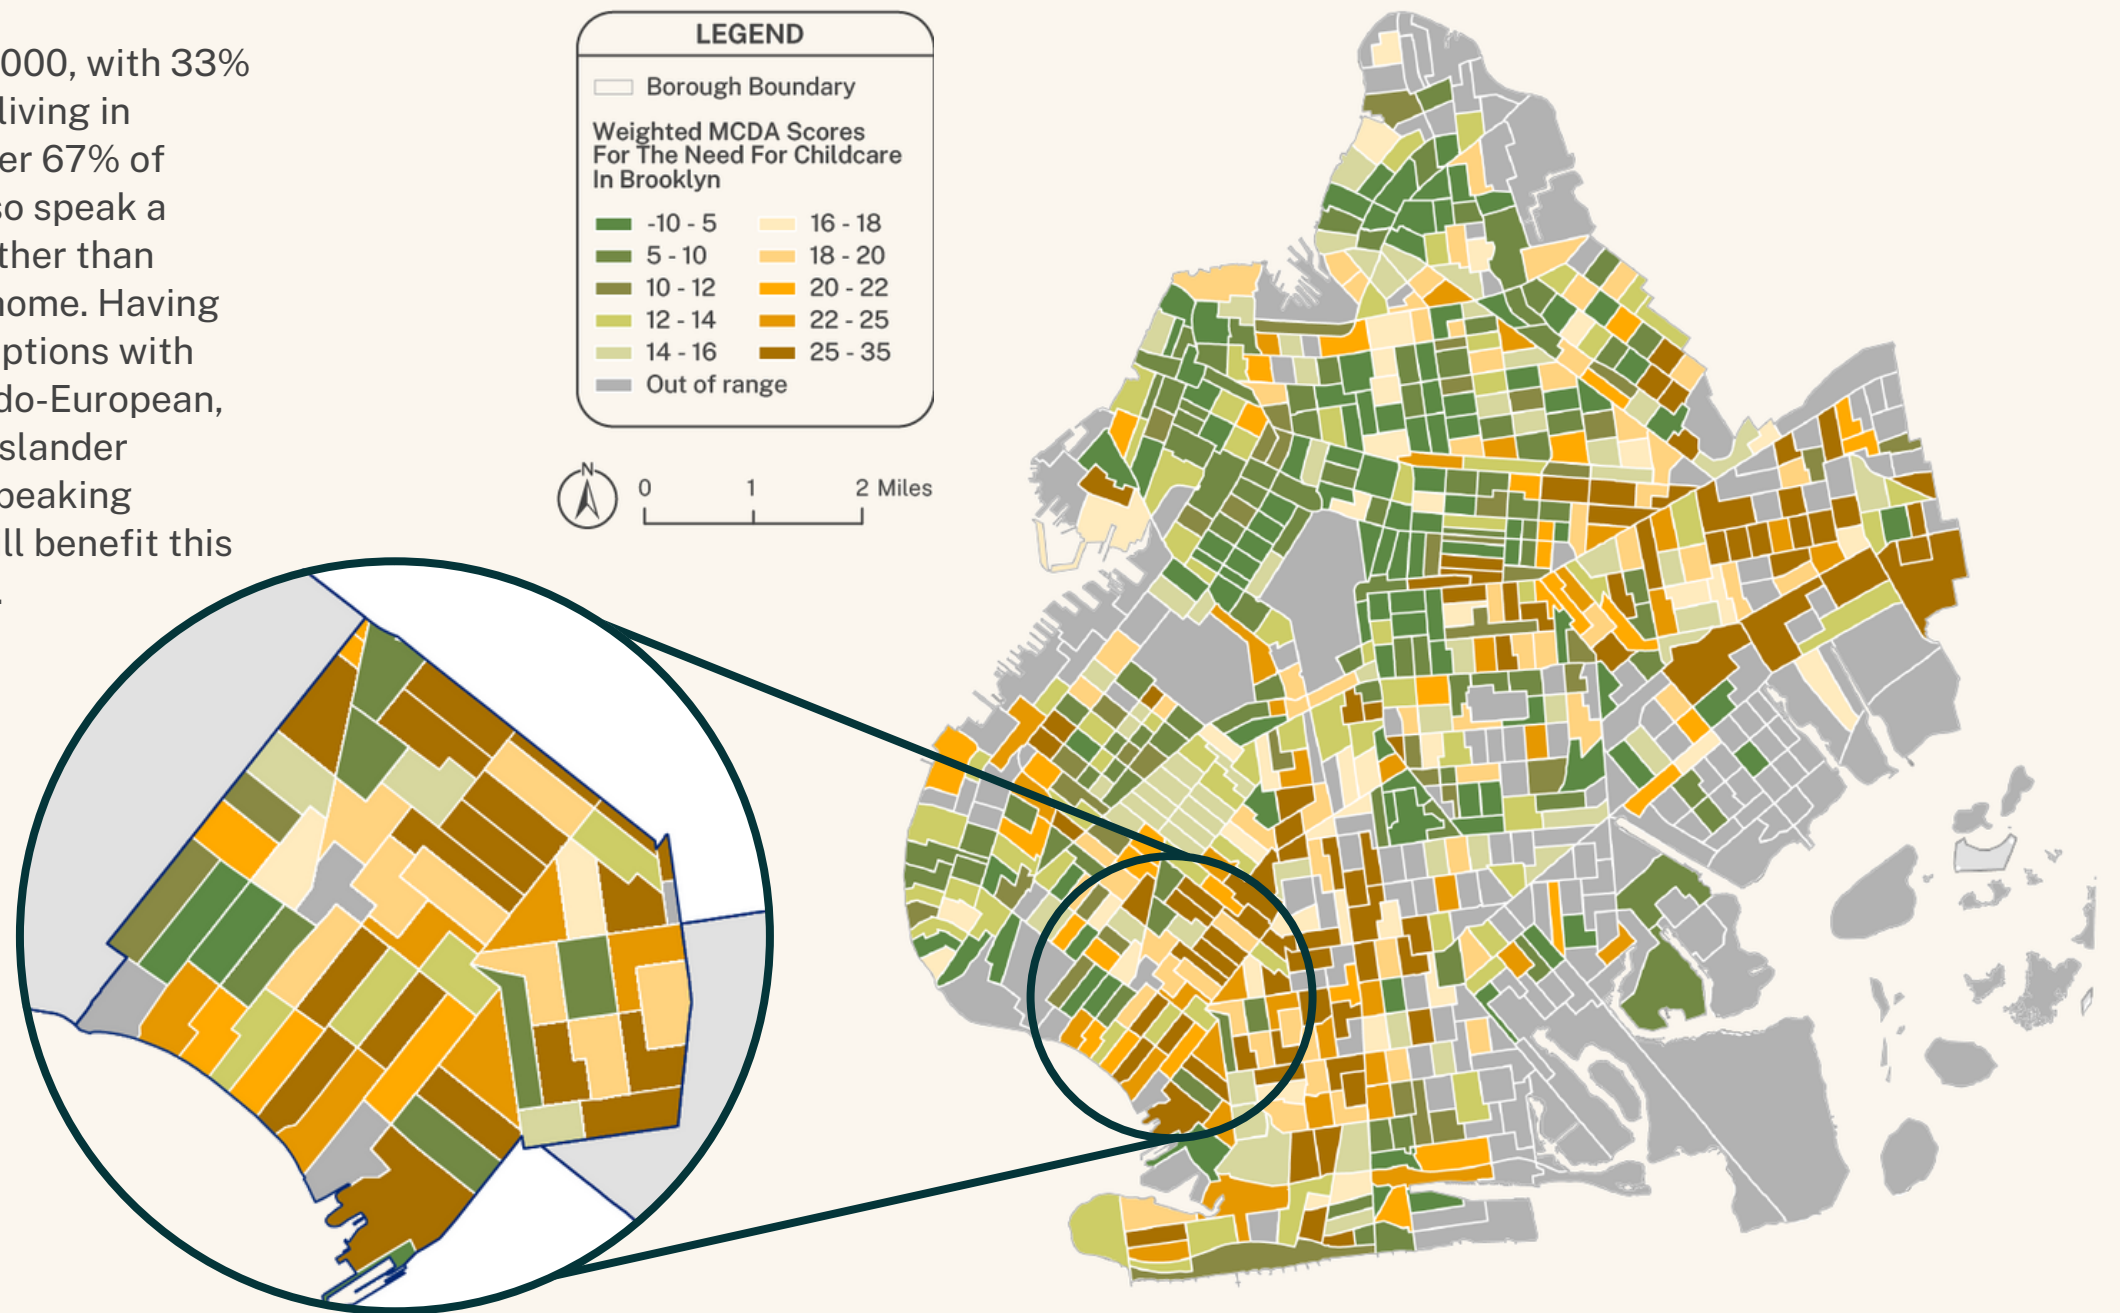 000, with 33%
living in
er 67% of
so speak a
ther than
home. Having
ptions with
do-European,
slander
peaking
ll benefit this
.
LEGEND
Borough Boundary
Weighted MCDA Scores
For The Need For Childcare
In Brooklyn
-10 - 5
5 - 10
10 - 12
12 - 14
14 - 16
Out of range
16 - 18
18 - 20
20 - 22
22 - 25
25 - 35
N
0 1 2 Miles